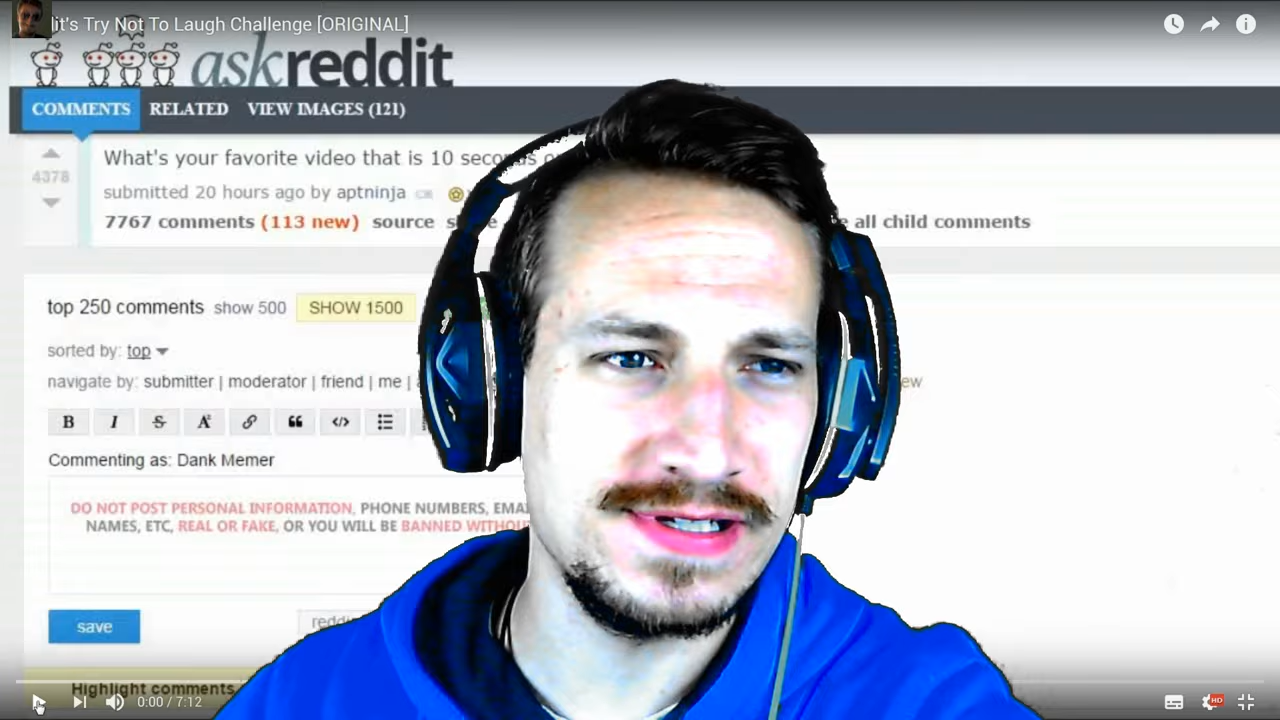 it's Try Not To Laugh Challenge [ORIGINAL]
askreddit
COMMENTS RELATED VIEW IMAGES (121)
What's your favorite video that is 10 seconds
4378
submitted 20 hours ago by aptninja
7767 comments (113 new) source all child comments
top 250 comments show 500 SHOW 1500
sorted by: top
navigate by: submitter | moderator | friend | me |
B I S A
Commenting as: Dank Memer
DO NOT POST PERSONAL INFORMATION, PHONE NUMBERS,
NAMES, ETC, REAL OR FAKE, OR YOU WILL BE BANNED
save
Highlight comments
0:00 / 7:12 HD